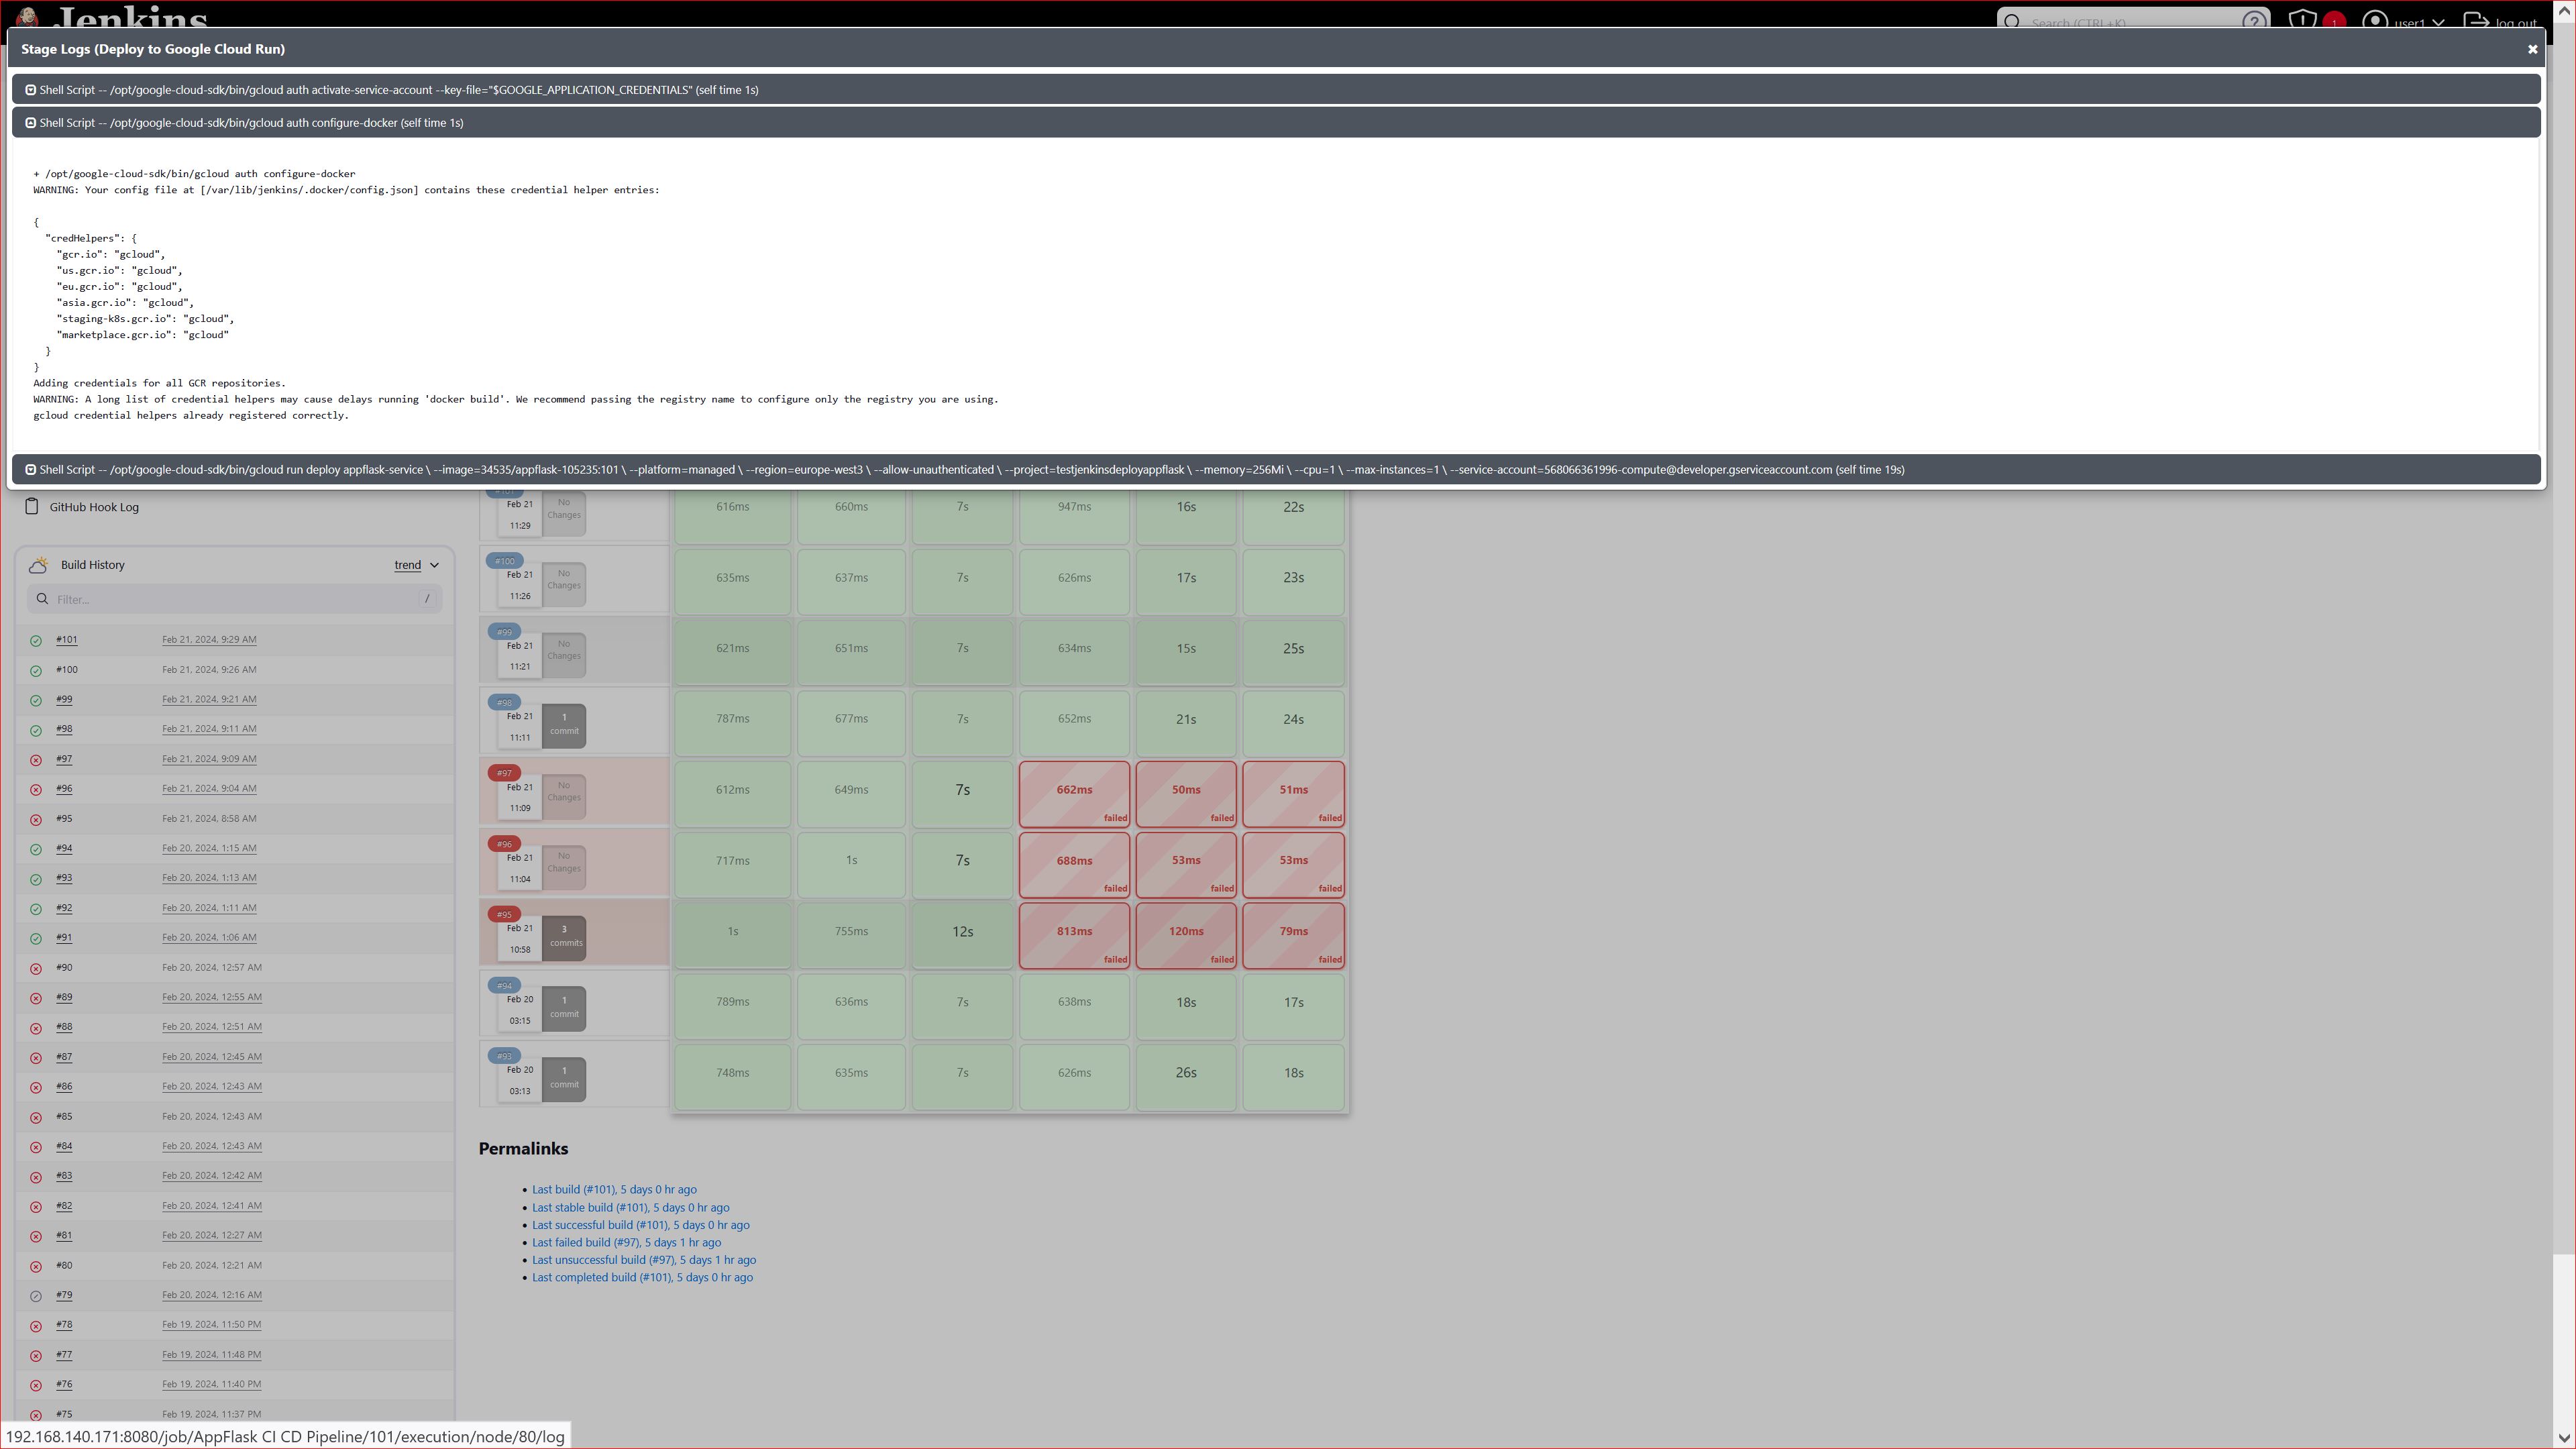 Jenkins
Search (CTRL+K)
?
1
user1
log out
Stage Logs (Deploy to Google Cloud Run)
Shell Script -- /opt/google-cloud-sdk/bin/gcloud auth activate-service-account --key-file="$GOOGLE_APPLICATION_CREDENTIALS" (self time 1s)
Shell Script -- /opt/google-cloud-sdk/bin/gcloud auth configure-docker (self time 1s)
+ /opt/google-cloud-sdk/bin/gcloud auth configure-docker
WARNING: Your config file at [/var/lib/jenkins/.docker/config.json] contains these credential helper entries:
{
"credHelpers": {
"gcr.io": "gcloud",
"us.gcr.io": "gcloud",
"eu.gcr.io": "gcloud",
"asia.gcr.io": "gcloud",
"staging-k8s.gcr.io": "gcloud",
"marketplace.gcr.io": "gcloud"
}
}
Adding credentials for all GCR repositories.
WARNING: A long list of credential helpers may cause delays running 'docker build'. We recommend passing the registry name to configure only the registry you are using.
gcloud credential helpers already registered correctly.
Shell Script -- /opt/google-cloud-sdk/bin/gcloud run deploy appflask-service \ --image=34535/appflask-105235:101 \ --platform=managed \ --region=europe-west3 \ --allow-unauthenticated \ --project=testjenkinsdeployappflask \ --memory=256Mi \ --cpu=1 \ --max-instances=1 \ --service-account=568066361996-compute@developer.gserviceaccount.com (self time 19s)
GitHub Hook Log
Build History
trend
Filter...
/
#101 Feb 21, 2024, 9:29 AM
#100 Feb 21, 2024, 9:26 AM
#99 Feb 21, 2024, 9:21 AM
#98 Feb 21, 2024, 9:11 AM
#97 Feb 21, 2024, 9:09 AM
#96 Feb 21, 2024, 9:04 AM
#95 Feb 21, 2024, 8:58 AM
#94 Feb 20, 2024, 1:15 AM
#93 Feb 20, 2024, 1:13 AM
#92 Feb 20, 2024, 1:11 AM
#91 Feb 20, 2024, 1:06 AM
#90 Feb 20, 2024, 12:57 AM
#89 Feb 20, 2024, 12:55 AM
#88 Feb 20, 2024, 12:51 AM
#87 Feb 20, 2024, 12:45 AM
#86 Feb 20, 2024, 12:43 AM
#85 Feb 20, 2024, 12:43 AM
#84 Feb 20, 2024, 12:43 AM
#83 Feb 20, 2024, 12:42 AM
#82 Feb 20, 2024, 12:41 AM
#81 Feb 20, 2024, 12:27 AM
#80 Feb 20, 2024, 12:21 AM
#79 Feb 20, 2024, 12:16 AM
#78 Feb 19, 2024, 11:50 PM
#77 Feb 19, 2024, 11:48 PM
#76 Feb 19, 2024, 11:40 PM
#75 Feb 19, 2024, 11:37 PM
#101
Feb 21
11:29
No
Changes
616ms 660ms 7s 947ms 16s 22s
#100
Feb 21
11:26
No
Changes
635ms 637ms 7s 626ms 17s 23s
#99
Feb 21
11:21
No
Changes
621ms 651ms 7s 634ms 15s 25s
#98
Feb 21
11:11
1
commit
787ms 677ms 7s 652ms 21s 24s
#97
Feb 21
11:09
No
Changes
612ms 649ms 7s 662ms 50ms 51ms
failed failed failed
#96
Feb 21
11:04
No
Changes
717ms 1s 7s 688ms 53ms 53ms
failed failed failed
#95
Feb 21
10:58
3
commits
1s 755ms 12s 813ms 120ms 79ms
failed failed failed
#94
Feb 20
03:15
1
commit
789ms 636ms 7s 638ms 18s 17s
#93
Feb 20
03:13
1
commit
748ms 635ms 7s 626ms 26s 18s
Permalinks
• Last build (#101), 5 days 0 hr ago
• Last stable build (#101), 5 days 0 hr ago
• Last successful build (#101), 5 days 0 hr ago
• Last failed build (#97), 5 days 1 hr ago
• Last unsuccessful build (#97), 5 days 1 hr ago
• Last completed build (#101), 5 days 0 hr ago
192.168.140.171:8080/job/AppFlask CI CD Pipeline/101/execution/node/80/log